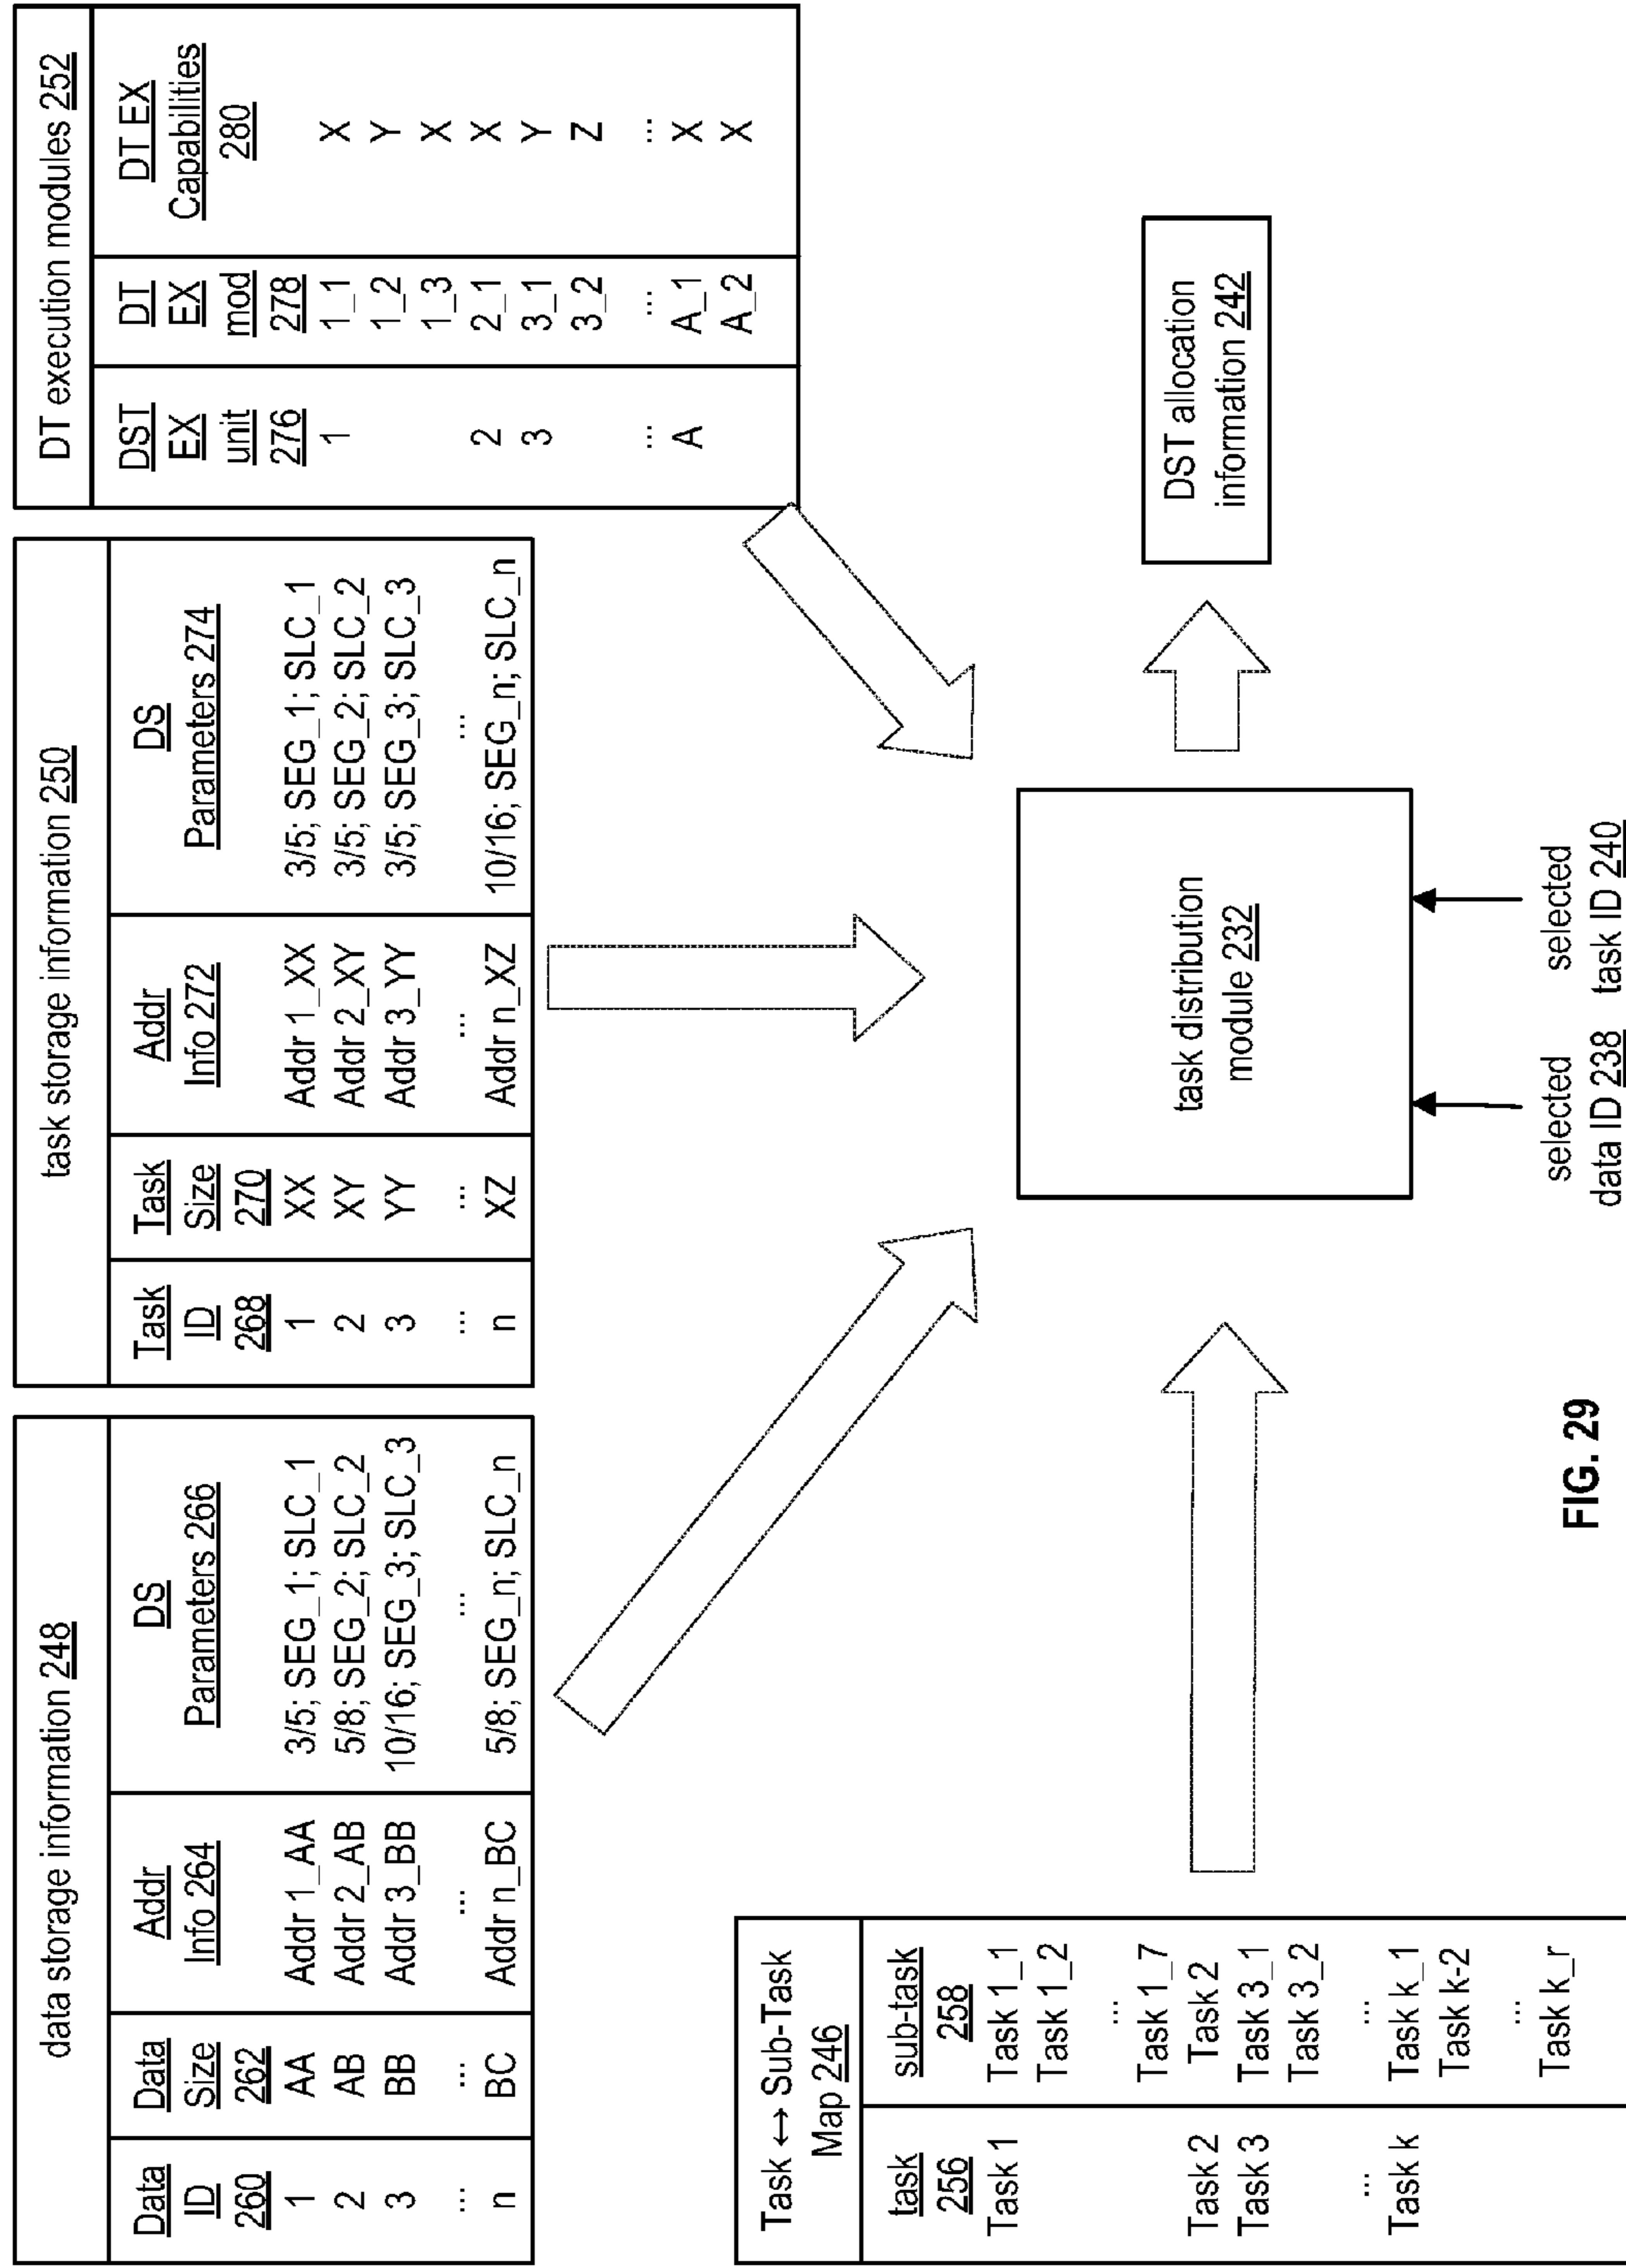 data storage information 248
Data ID 260 | Data Size 262 | Addr Info 264 | DS Parameters 266
1 | AA | Addr 1_AA | 3/5; SEG_1; SLC_1
2 | AB | Addr 2_AB | 5/8; SEG_2; SLC_2
3 | BB | Addr 3_BB | 10/16; SEG_3; SLC_3
... | ... | ... | ...
n | BC | Addr n_BC | 5/8; SEG_n; SLC_n
task storage information 250
Task ID 268 | Task Size 270 | Addr Info 272 | DS Parameters 274
1 | XX | Addr 1_XX | 3/5; SEG_1; SLC_1
2 | XY | Addr 2_XY | 3/5; SEG_2; SLC_2
3 | YY | Addr 3_YY | 3/5; SEG_3; SLC_3
... | ... | ... | ...
n | XZ | Addr n_XZ | 10/16; SEG_n; SLC_n
DT execution modules 252
DST EX unit 276 | DT EX mod 278 | DT EX Capabilities 280
1 | 1_1 | X
1_2 | Y
1_3 | X
2 | 2_1 | X
3 | 3_1 | Y
3_2 | Z
... | ... | ...
A | A_1 | X
A_2 | X
Task ↔ Sub-Task
Map 246
task 256 | sub-task 258
Task 1 | Task 1_1
Task 1_2
...
Task 1_7
Task 2 | Task 2
Task 3 | Task 3_1
Task 3_2
... | ...
Task k | Task k_1
Task k-2
...
Task k_r
task distribution
module 232
DST allocation
information 242
selected
data ID 238
selected
task ID 240
FIG. 29